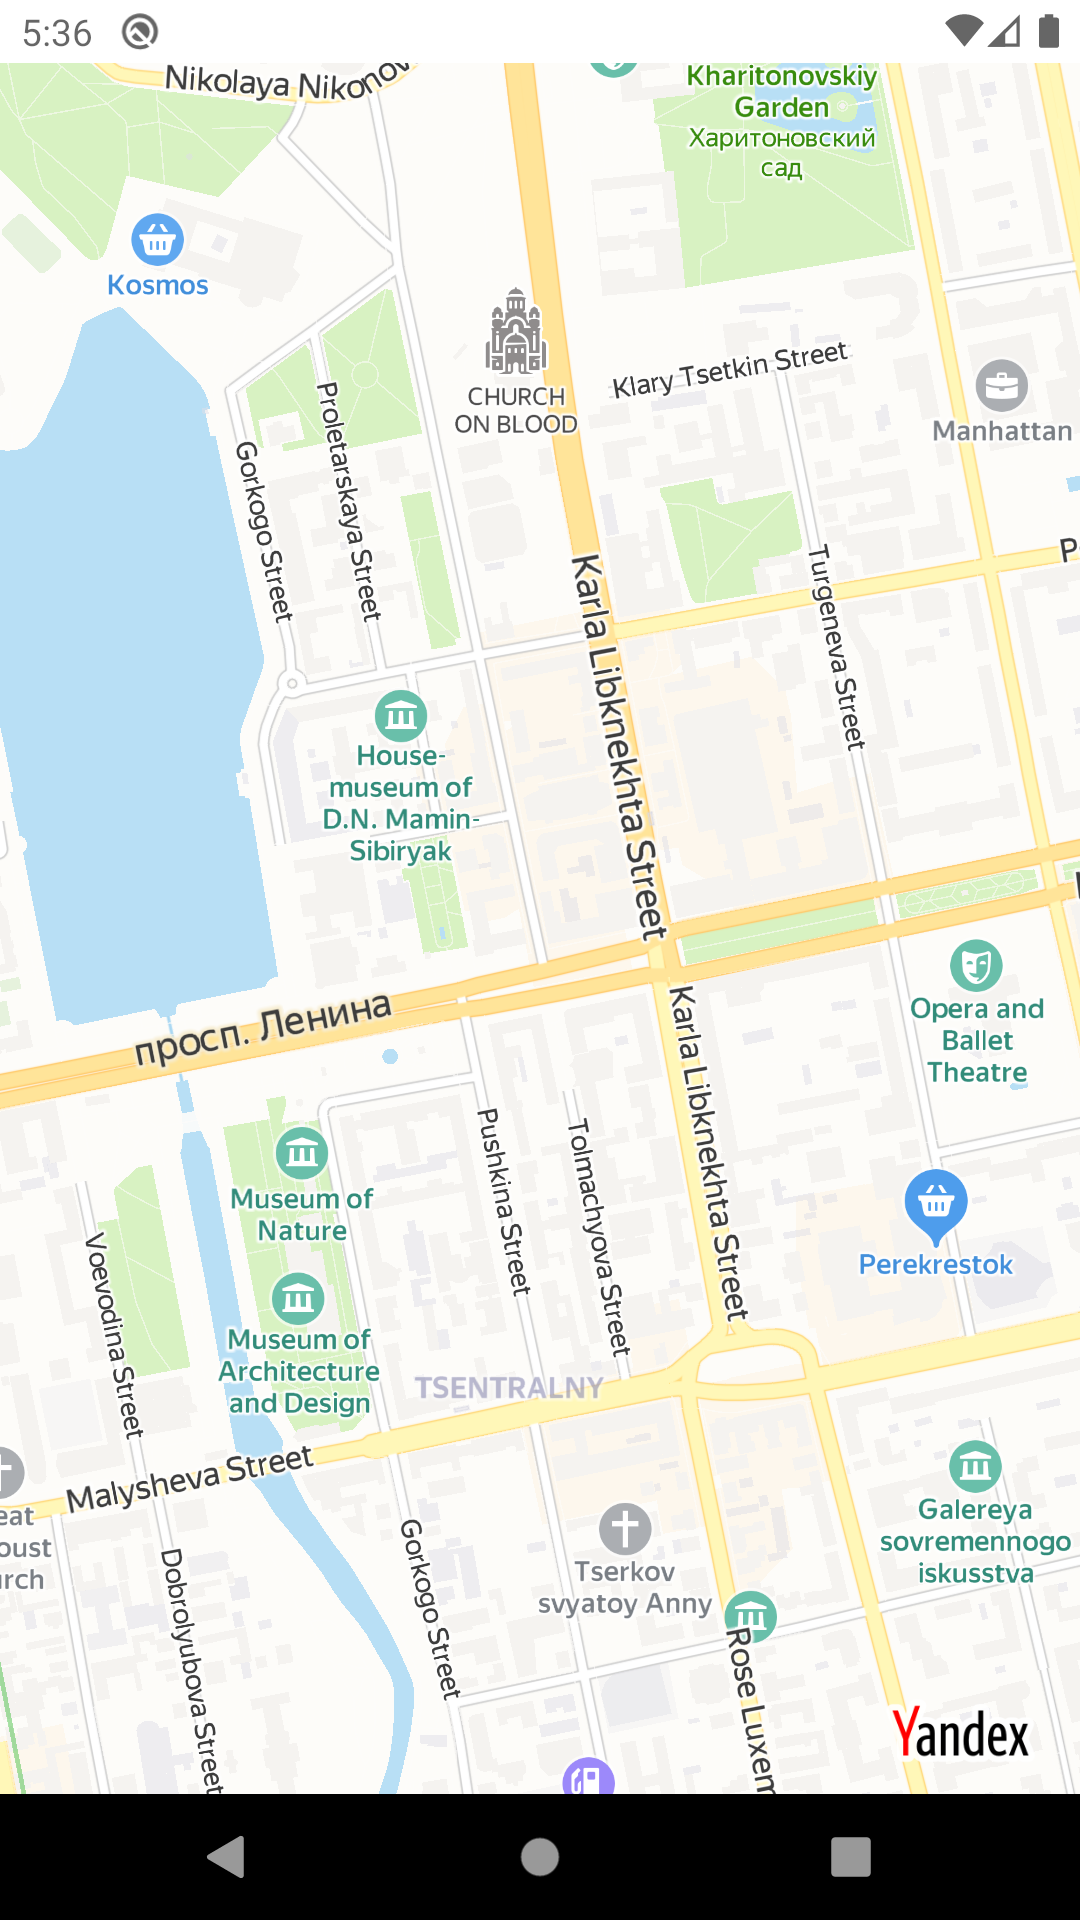 5:36
Nikolaya Nikonov
Kharitonovskiy
Garden
Харитоновский
сад
Kosmos
CHURCH
ON BLOOD
Klary Tsetkin Street
Manhattan
Proletarskaya Street
Gorkogo Street
Karla Libknekhta Street
Turgeneva Street
P
House-
museum of
D.N. Mamin-
Sibiryak
просп. Ленина
Opera and
Ballet
Theatre
Karla Libknekhta Street
Pushkina Street
Tolmachyova Street
Museum of
Nature
Perekrestok
Voevodina Street
Museum of
Architecture
and Design
TSENTRALNY
Malysheva Street
eat
oust
rch
Galereya
sovremennogo
iskusstva
Tserkov
svyatoy Anny
Gorkogo Street
Dobrolyubova Street
Rose Luxem
Yandex